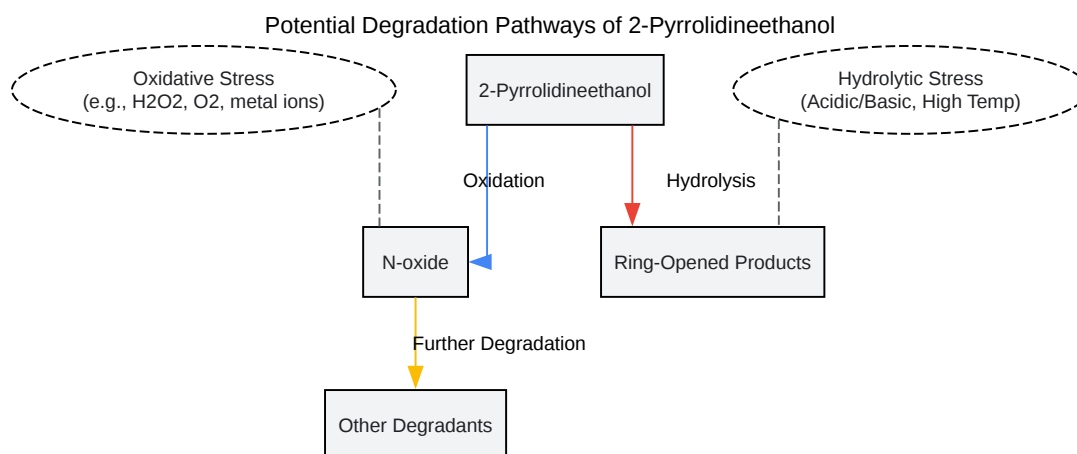 Potential Degradation Pathways of 2-Pyrrolidineethanol
Oxidative Stress
(e.g., H2O2, O2, metal ions)
2-Pyrrolidineethanol
Hydrolytic Stress
(Acidic/Basic, High Temp)
Oxidation
Hydrolysis
N-oxide
Ring-Opened Products
Further Degradation
Other Degradants